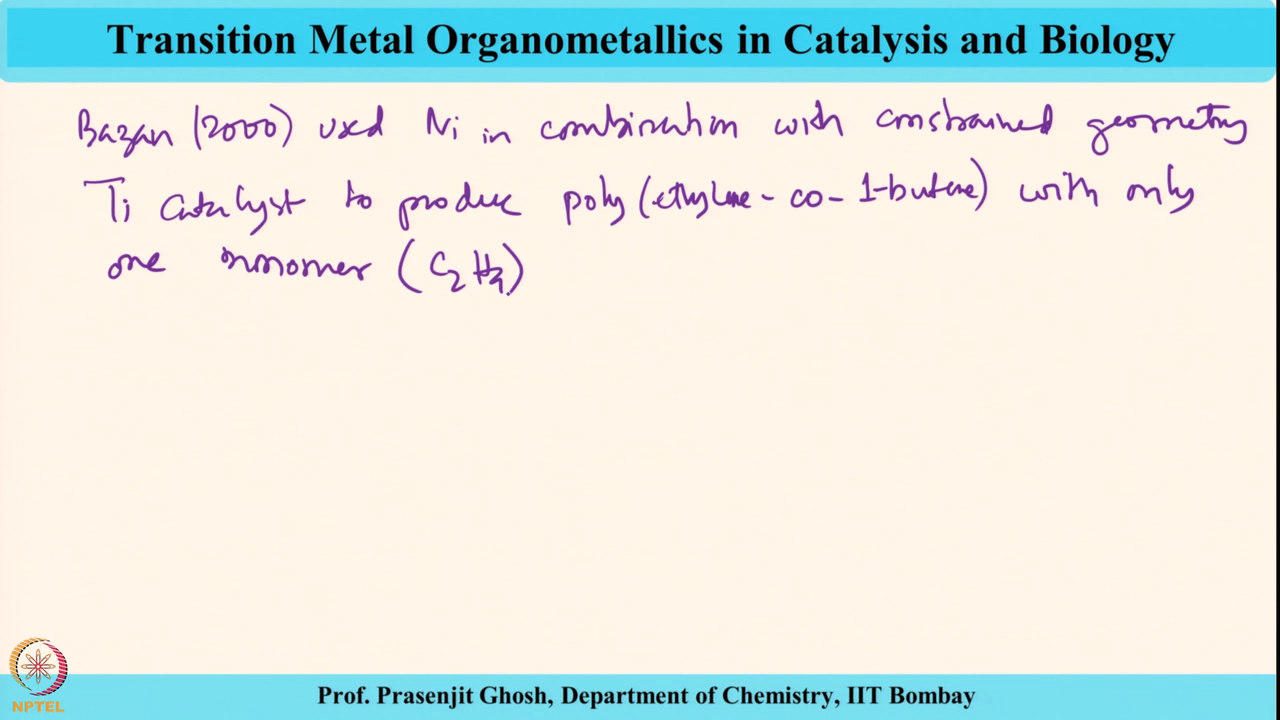 Transition Metal Organometallics in Catalysis and Biology
Bazan (2000) used Ni in combination with constrained geometry
Ti catalyst to produce poly (ethylene-co-1-butene) with only
one monomer (C₂H₄)
Prof. Prasenjit Ghosh, Department of Chemistry, IIT Bombay
NPTEL